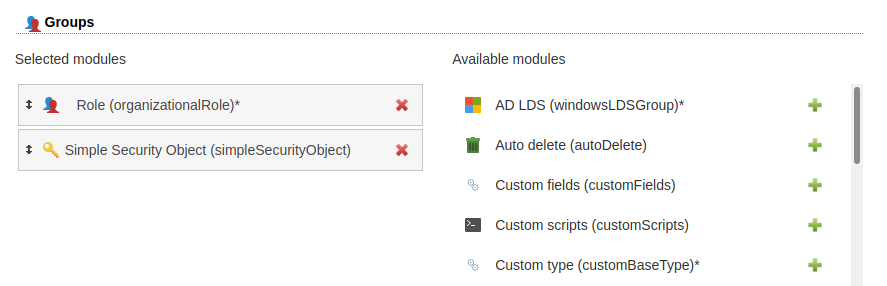 Groups
Selected modules
Available modules
Role (organizationalRole)*
Simple Security Object (simpleSecurityObject)
AD LDS (windowsLDSGroup)*
Auto delete (autoDelete)
Custom fields (customFields)
Custom scripts (customScripts)
Custom type (customBaseType)*